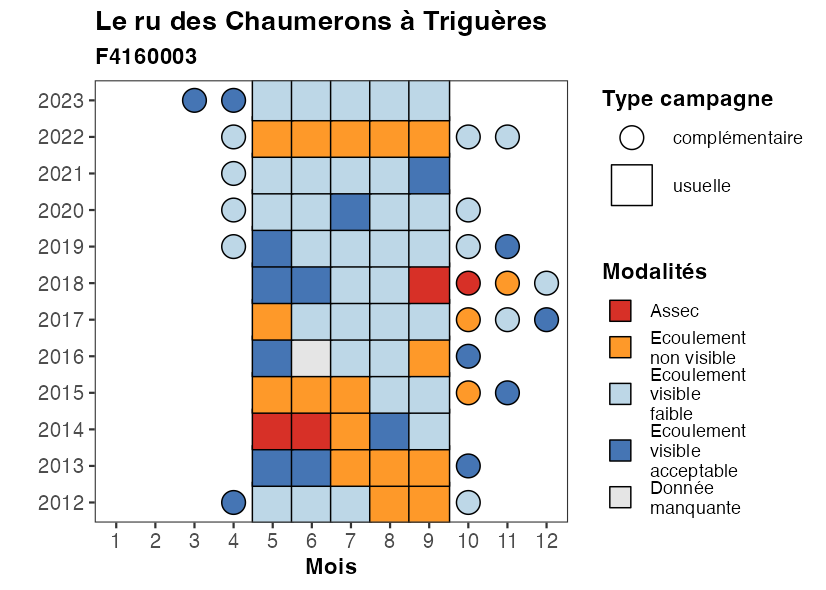 Le ru des Chaumerons à Triguères
F4160003
2023
2022
2021
2020
2019
2018
2017
2016
2015
2014
2013
2012
1 2 3 4 5 6 7 8 9 10 11 12
Mois
Type campagne
complémentaire
usuelle
Modalités
Assec
Ecoulement
non visible
Ecoulement
visible
faible
Ecoulement
visible
acceptable
Donnée
manquante